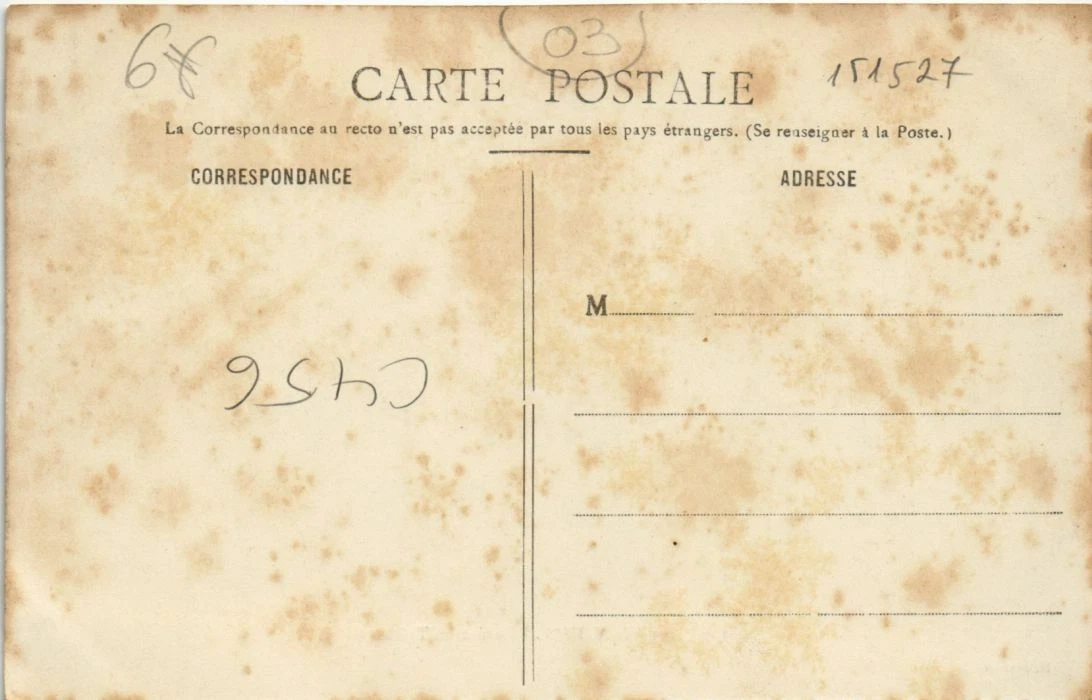 6€
(03)
151527
CARTE POSTALE
La Correspondance au recto n'est pas acceptée par tous les pays étrangers. (Se renseigner à la Poste.)
CORRESPONDANCE
C456
ADRESSE
M